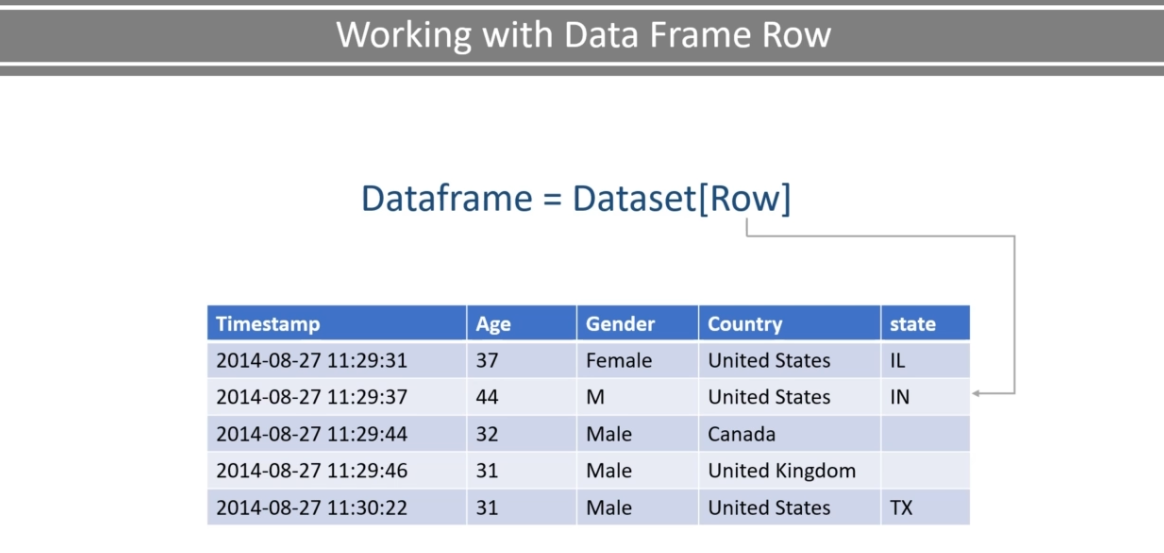 Working with Data Frame Row
Dataframe = Dataset[Row]
Timestamp Age Gender Country state
2014-08-27 11:29:31 37 Female United States IL
2014-08-27 11:29:37 44 M United States IN
2014-08-27 11:29:44 32 Male Canada
2014-08-27 11:29:46 31 Male United Kingdom
2014-08-27 11:30:22 31 Male United States TX